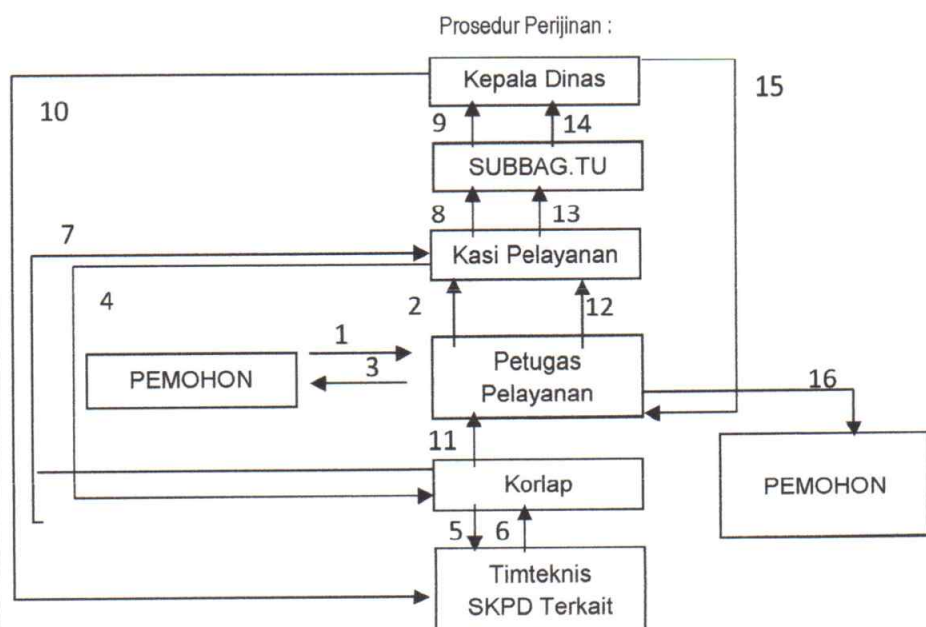 Prosedur Perijinan :
Kepala Dinas
15
10
9
14
SUBBAG.TU
8
13
7
Kasi Pelayanan
4
2
12
1
PEMOHON
3
Petugas
Pelayanan
16
11
Korlap
PEMOHON
5
6
Timteknis
SKPD Terkait